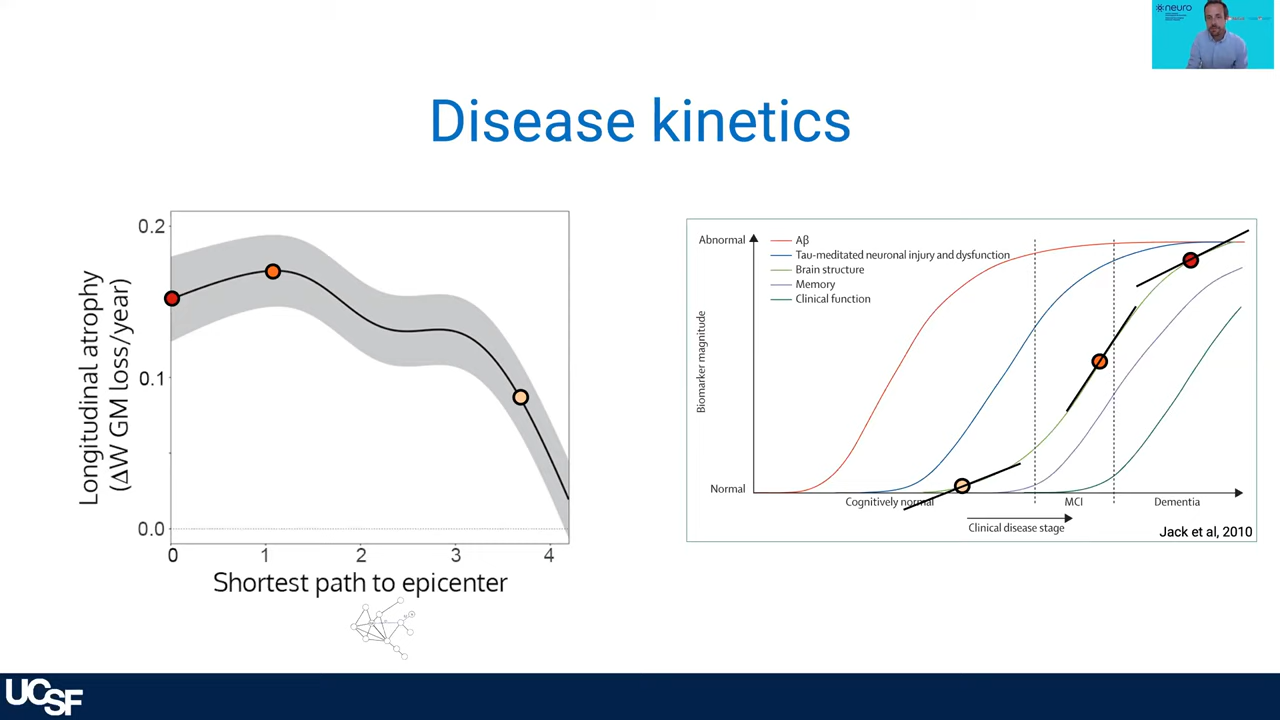 neuro
Disease kinetics
Longitudinal atrophy
(ΔW GM loss/year)
0.2
0.1
0.0
0
1
2
3
4
Shortest path to epicenter
Abnormal
Normal
Biomarker magnitude
Aβ
Tau-meditated neuronal injury and dysfunction
Brain structure
Memory
Clinical function
Cognitively normal
MCI
Dementia
Clinical disease stage
Jack et al, 2010
UCSF